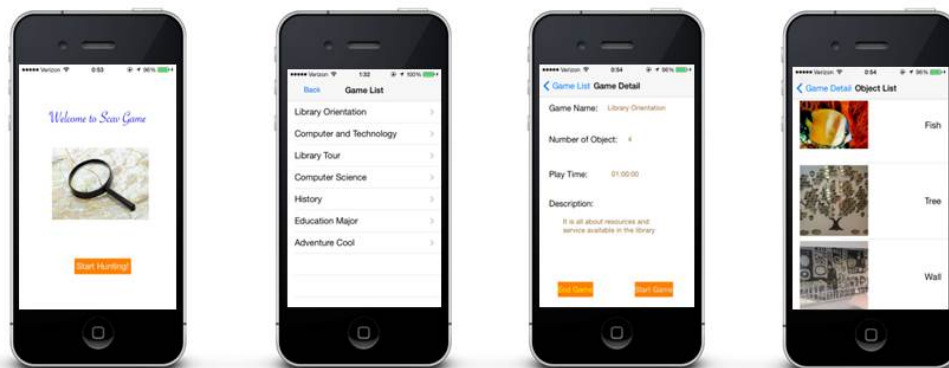 Verizon 0:53 96%
Welcome to Scav Game
Start Hunting!
Verizon 1:32 100%
Back Game List
Library Orientation
Computer and Technology
Library Tour
Computer Science
History
Education Major
Adventure Cool
Verizon 0:54 96%
Game List Game Detail
Game Name: Library Orientation
Number of Object: 4
Play Time: 01:00:00
Description:
It is all about resources and
service available in the library
End Game Start Game
Verizon 0:54 96%
Game Detail Object List
Fish
Tree
Wall